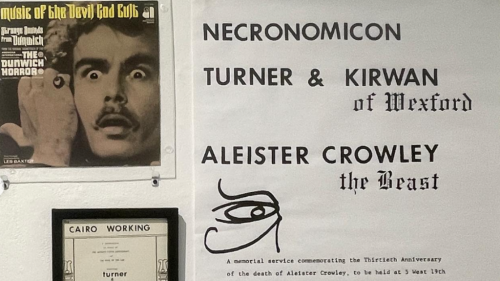 music of the Devil God Cult
Strange Sounds
from Dunwich
THE
DUNWICH
HORROR
LES BAXTER
CAIRO WORKING
turner
&
NECRONOMICON
TURNER & KIRWAN
of Wexford
ALEISTER CROWLEY
the Beast
A memorial service commemorating the Thirtieth Anniversary
of the death of Aleister Crowley, to be held at 3 West 19th